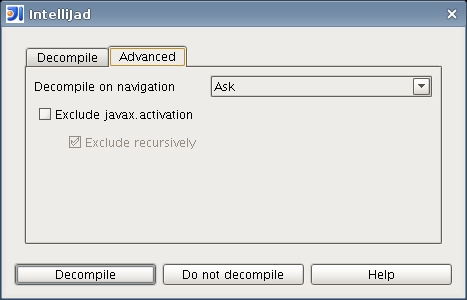 IntelliJad
Decompile Advanced
Decompile on navigation Ask
Exclude javax.activation
Exclude recursively
Decompile Do not decompile Help